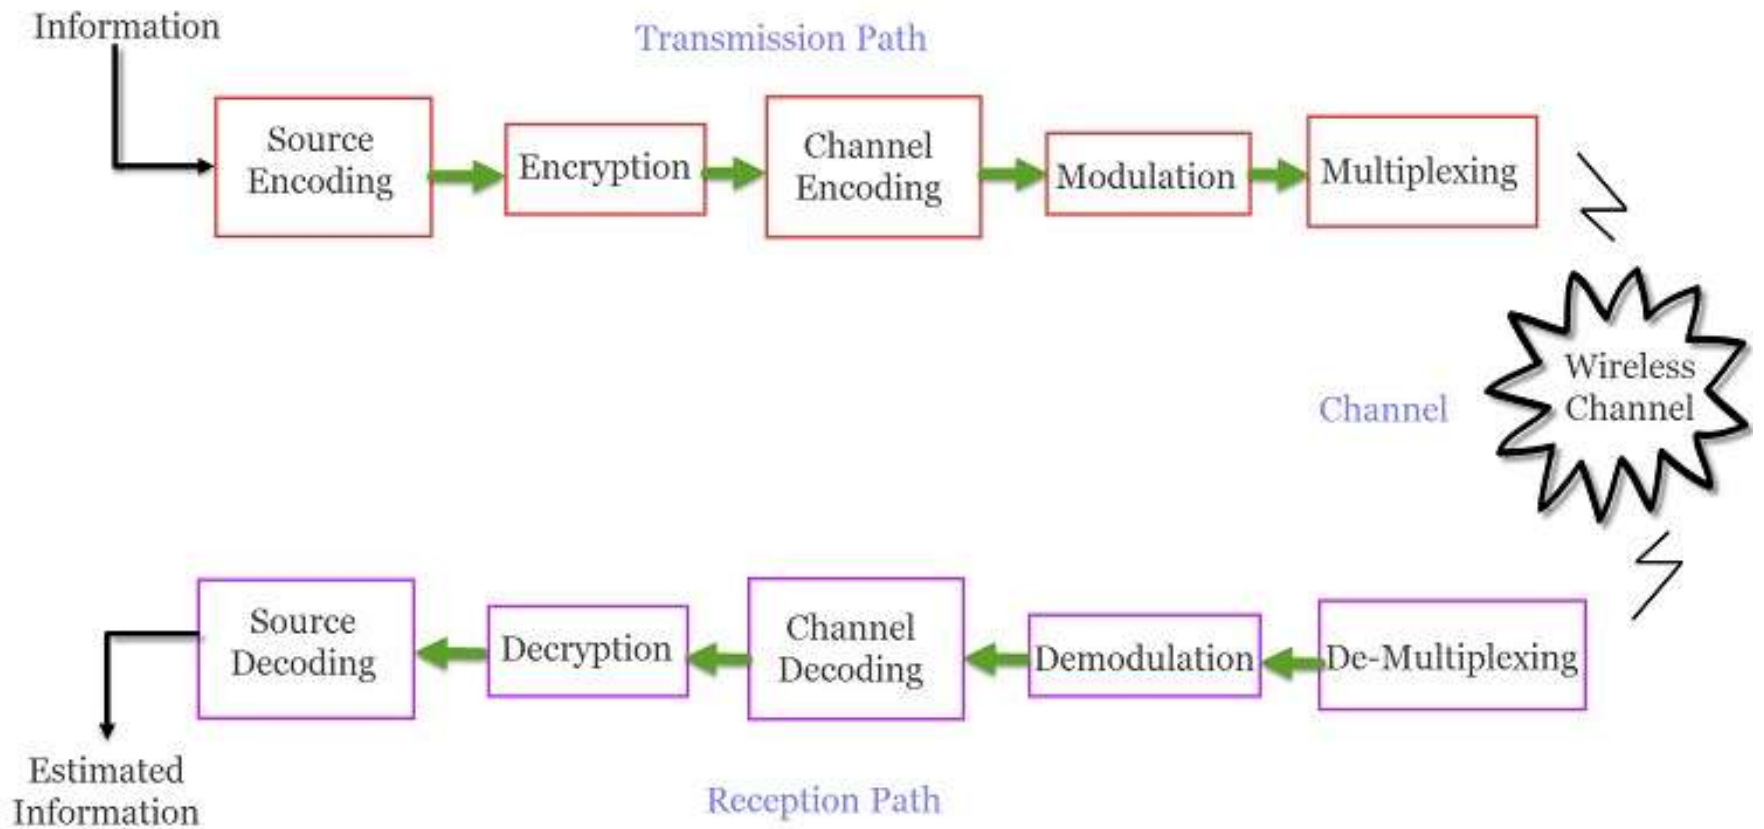 Information
Transmission Path
Source
Encoding
Encryption
Channel
Encoding
Modulation
Multiplexing
Wireless
Channel
Channel
Source
Decoding
Decryption
Channel
Decoding
Demodulation
De-Multiplexing
Estimated
Information
Reception Path